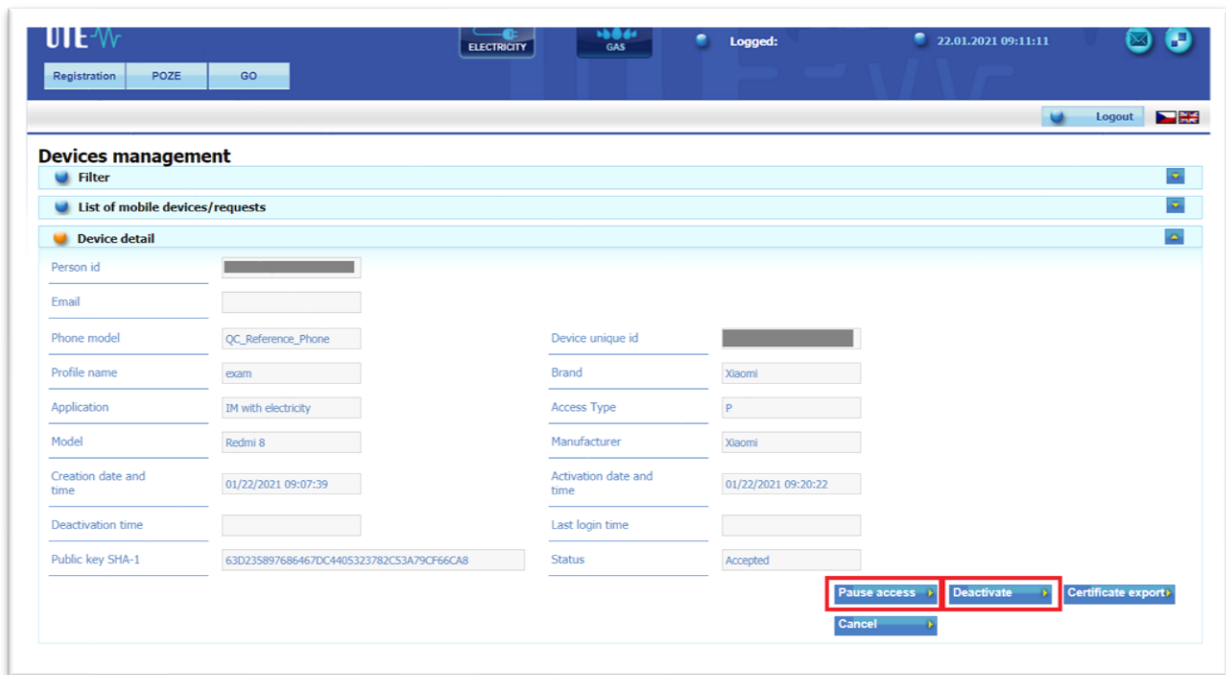 OTE
ELECTRICITY
GAS
Logged:
22.01.2021 09:11:11
Registration POZE GO
Logout
Devices management
Filter
List of mobile devices/requests
Device detail
Person id
Email
Phone model QC_Reference_Phone Device unique id
Profile name exam Brand Xiaomi
Application IM with electricity Access Type P
Model Redmi 8 Manufacturer Xiaomi
Creation date and time 01/22/2021 09:07:39 Activation date and time 01/22/2021 09:20:22
Deactivation time Last login time
Public key SHA-1 63D235897686467DC4405323782C53A79CF66CA8 Status Accepted
Pause access Deactivate Certificate export
Cancel